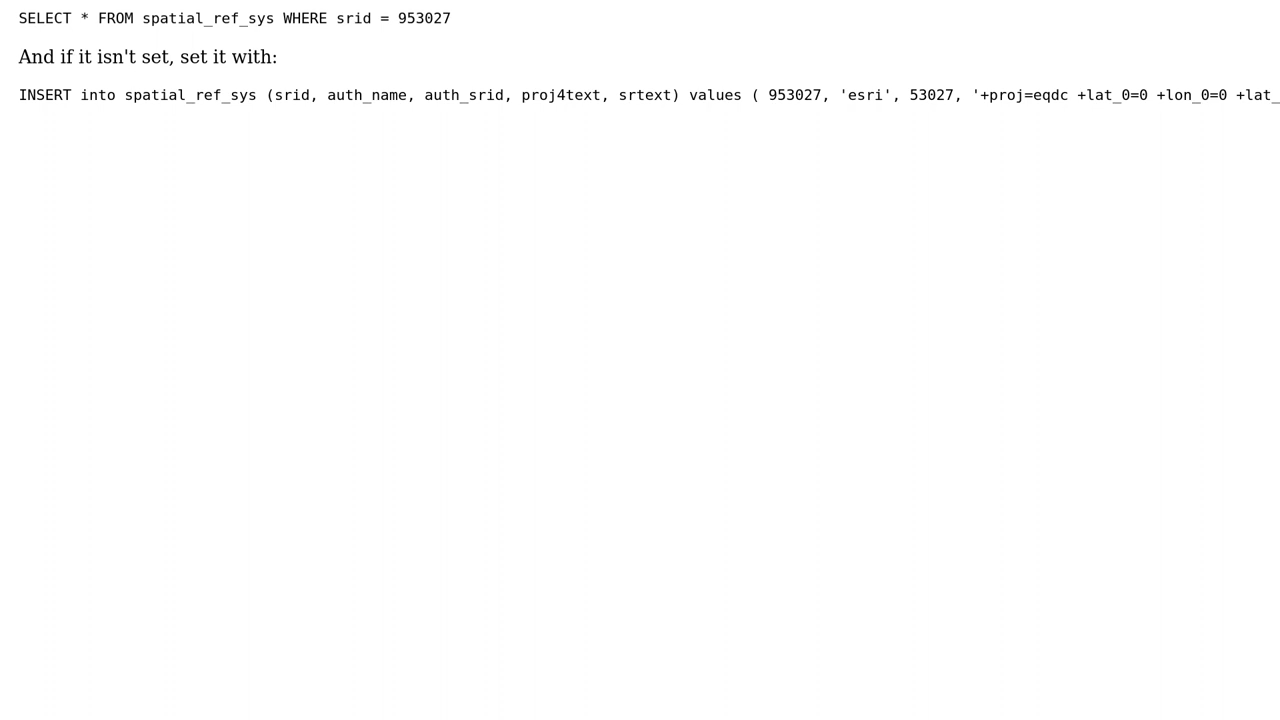 SELECT * FROM spatial_ref_sys WHERE srid = 953027
And if it isn't set, set it with:
INSERT into spatial_ref_sys (srid, auth_name, auth_srid, proj4text, srtext) values ( 953027, 'esri', 53027, '+proj=eqdc +lat_0=0 +lon_0=0 +lat_